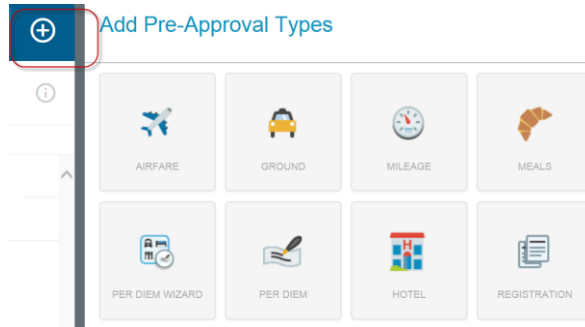 Add Pre-Approval Types
AIRFARE GROUND MILEAGE MEALS
PER DIEM WIZARD PER DIEM HOTEL REGISTRATION